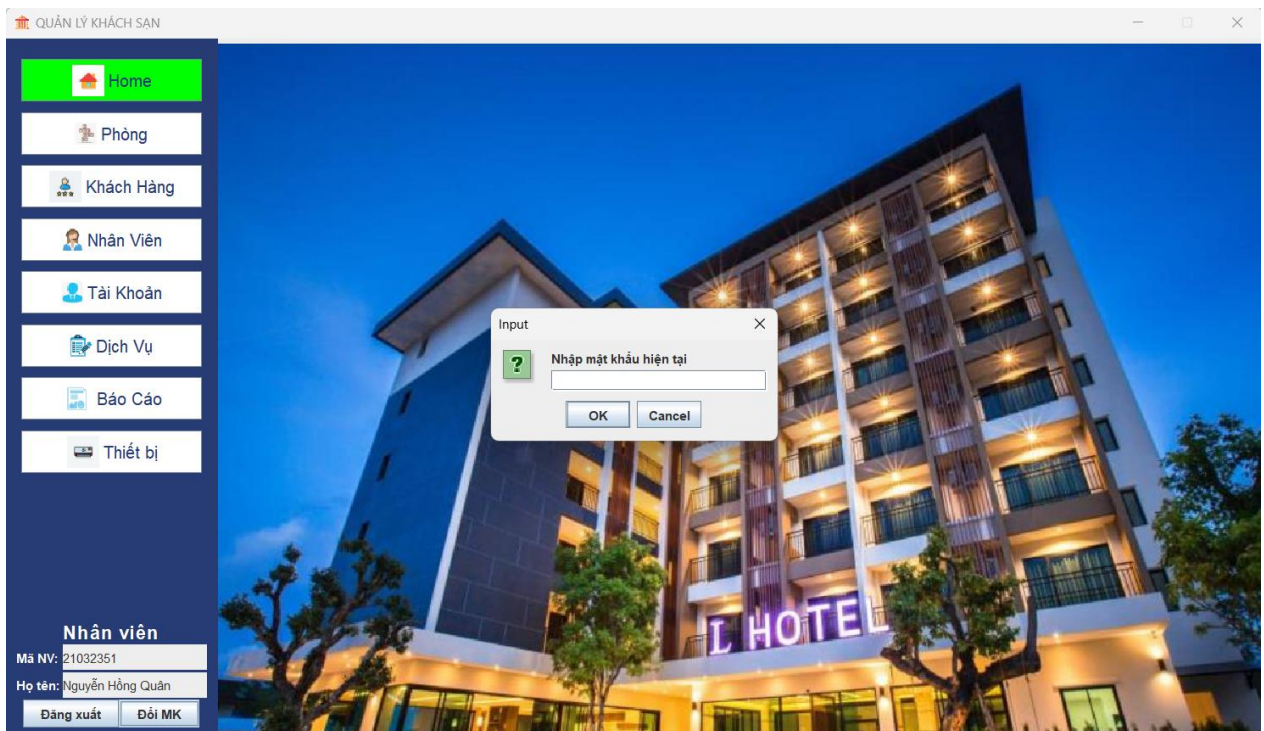 QUẢN LÝ KHÁCH SẠN
Home
Phòng
Khách Hàng
Nhân Viên
Tài Khoản
Dịch Vụ
Báo Cáo
Thiết bị
Input
Nhập mật khẩu hiện tại
OK
Cancel
L HOTEL
Nhân viên
Mã NV: 21032351
Họ tên: Nguyễn Hồng Quân
Đăng xuất
Đổi MK